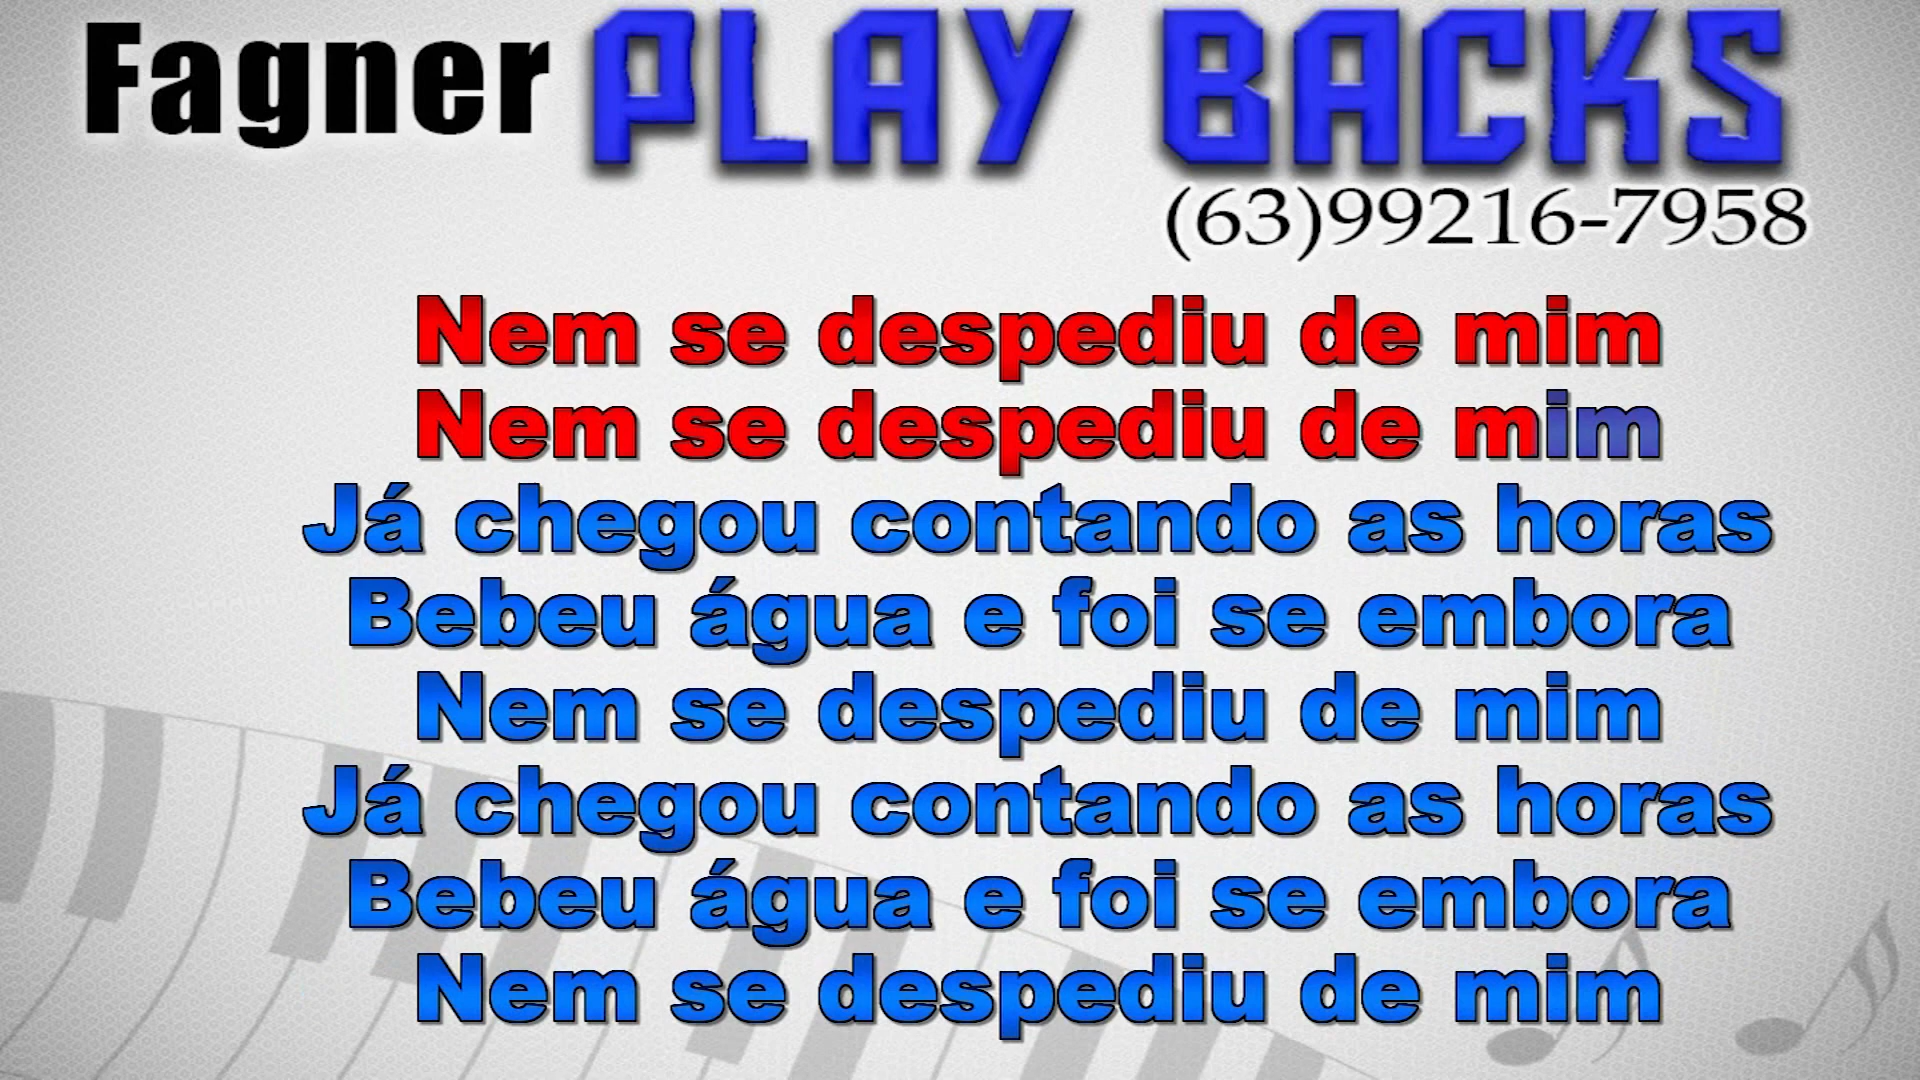 Fagner PLAY BACKS
(63)99216-7958
Nem se despediu de mim
Nem se despediu de mim
Já chegou contando as horas
Bebeu água e foi se embora
Nem se despediu de mim
Já chegou contando as horas
Bebeu água e foi se embora
Nem se despediu de mim